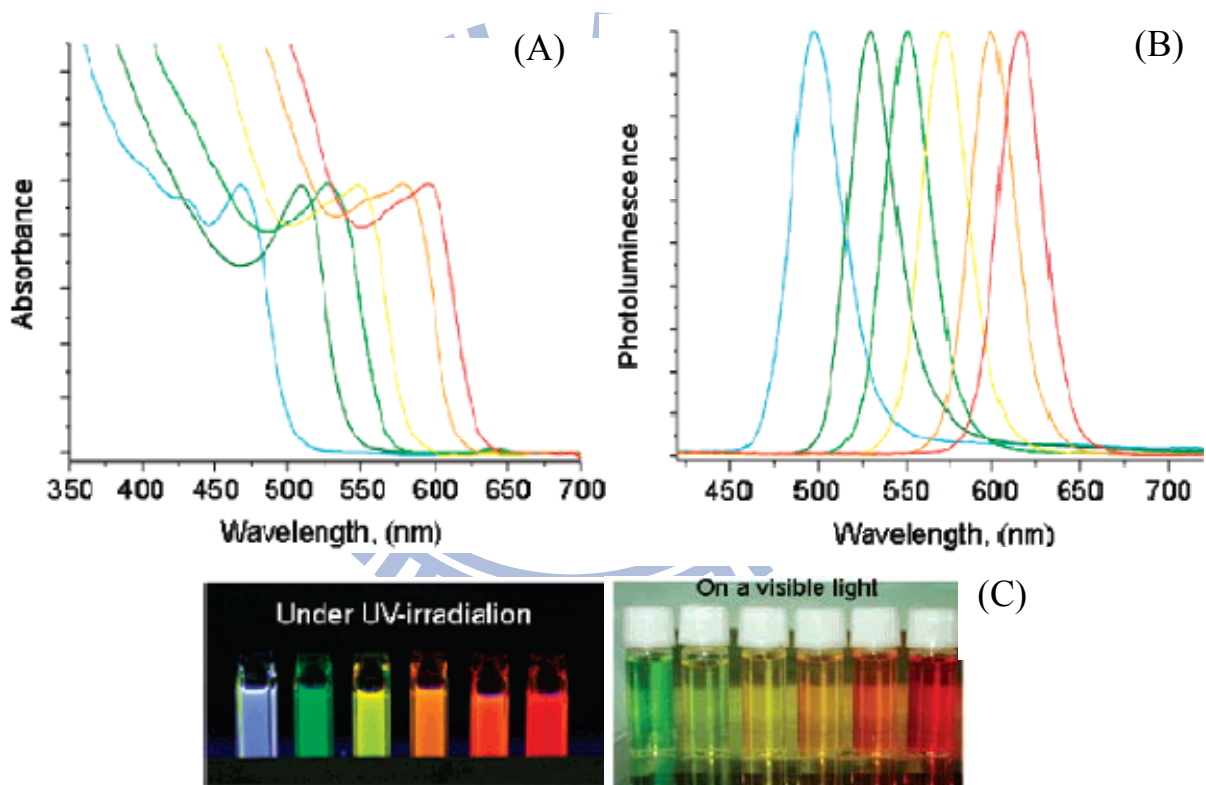 (A)
Absorbance
350 400 450 500 550 600 650 700
Wavelength, (nm)
(B)
Photoluminescence
450 500 550 600 650 700
Wavelength, (nm)
Under UV-irradialion
On a visible light
(C)